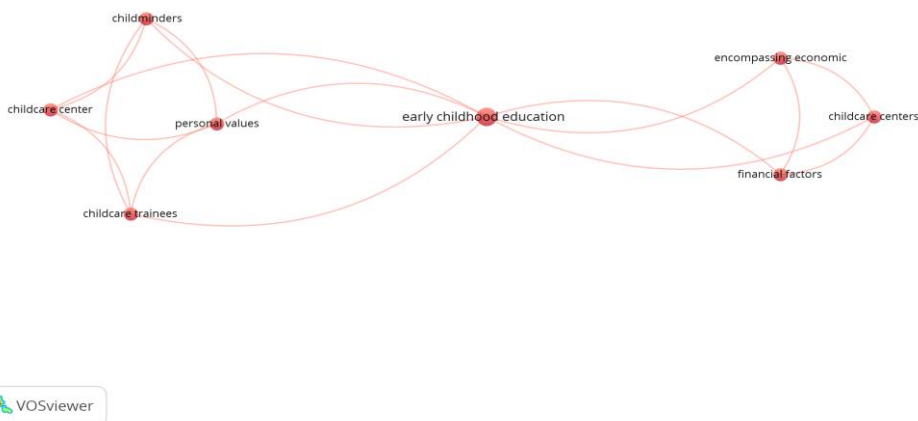 childminders
encompassing economic
childcare center
personal values
early childhood education
childcare centers
financial factors
childcare trainees
VOSviewer